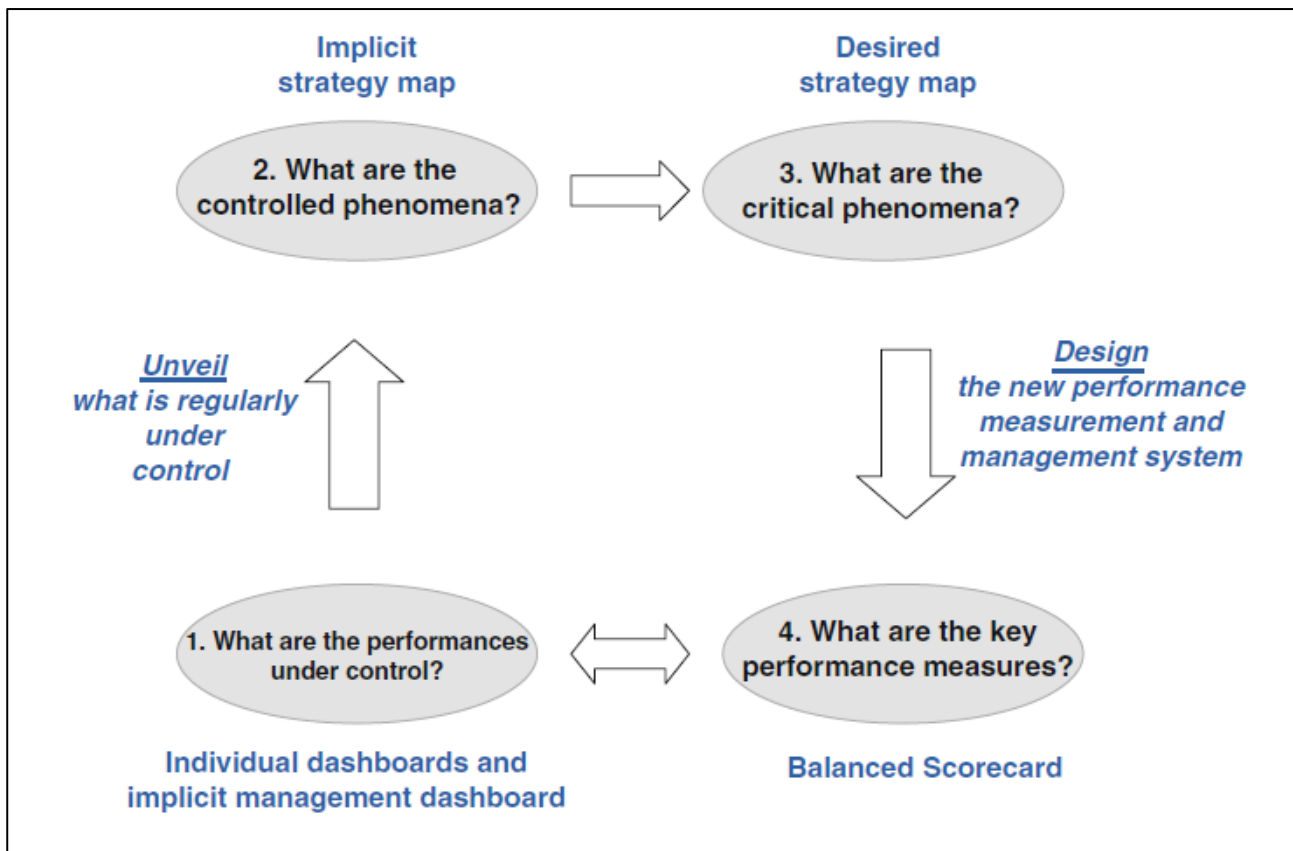 Implicit
strategy map
Desired
strategy map
2. What are the
controlled phenomena?
3. What are the
critical phenomena?
Unveil
what is regularly
under
control
Design
the new performance
measurement and
management system
1. What are the performances
under control?
4. What are the key
performance measures?
Individual dashboards and
implicit management dashboard
Balanced Scorecard